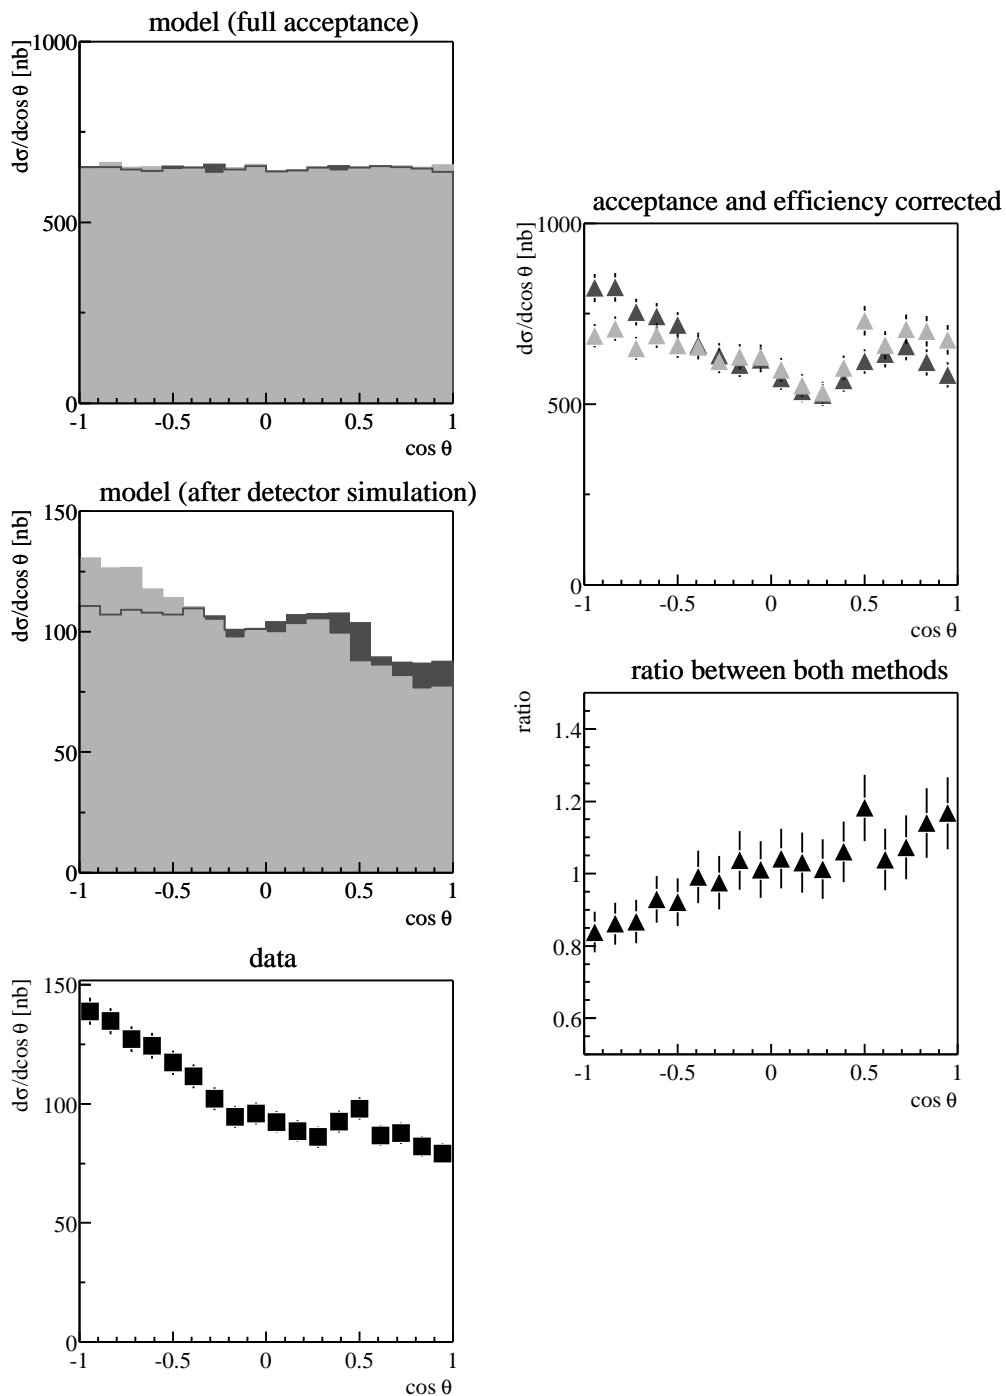 model (full acceptance)
dσ/dcos θ [nb]
1000
500
0
-1 -0.5 0 0.5 1
cos θ
model (after detector simulation)
dσ/dcos θ [nb]
150
100
50
0
-1 -0.5 0 0.5 1
cos θ
data
dσ/dcos θ [nb]
150
100
50
0
-1 -0.5 0 0.5 1
cos θ
acceptance and efficiency corrected
dσ/dcos θ [nb]
1000
500
0
-1 -0.5 0 0.5 1
cos θ
ratio between both methods
ratio
1.4
1.2
1
0.8
0.6
-1 -0.5 0 0.5 1
cos θ